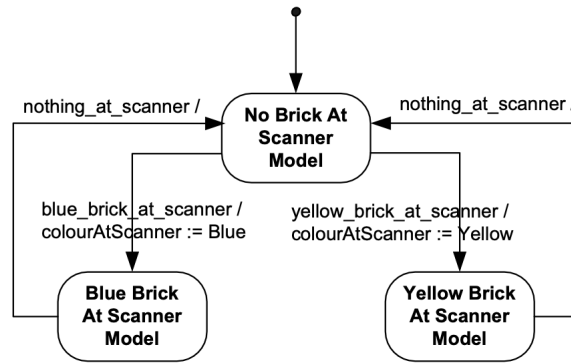 nothing_at_scanner /
No Brick At
Scanner
Model
nothing_at_scanner /
blue_brick_at_scanner /
colourAtScanner := Blue
yellow_brick_at_scanner /
colourAtScanner := Yellow
Blue Brick
At Scanner
Model
Yellow Brick
At Scanner
Model